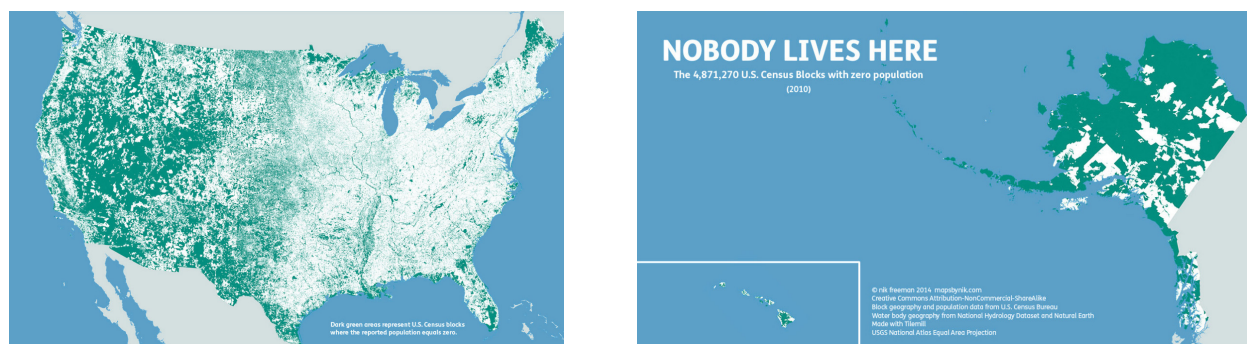 Dark green areas represent U.S. Census blocks
where the reported population equals zero.
NOBODY LIVES HERE
The 4,871,270 U.S. Census Blocks with zero population
(2010)
© nik freeman 2014 mapsbynik.com
Creative Commons Attribution-NonCommercial-ShareAlike
Block geography and population data from U.S. Census Bureau
Water body geography from National Hydrology Dataset and Natural Earth
Made with Tilemill
USGS National Atlas Equal Area Projection